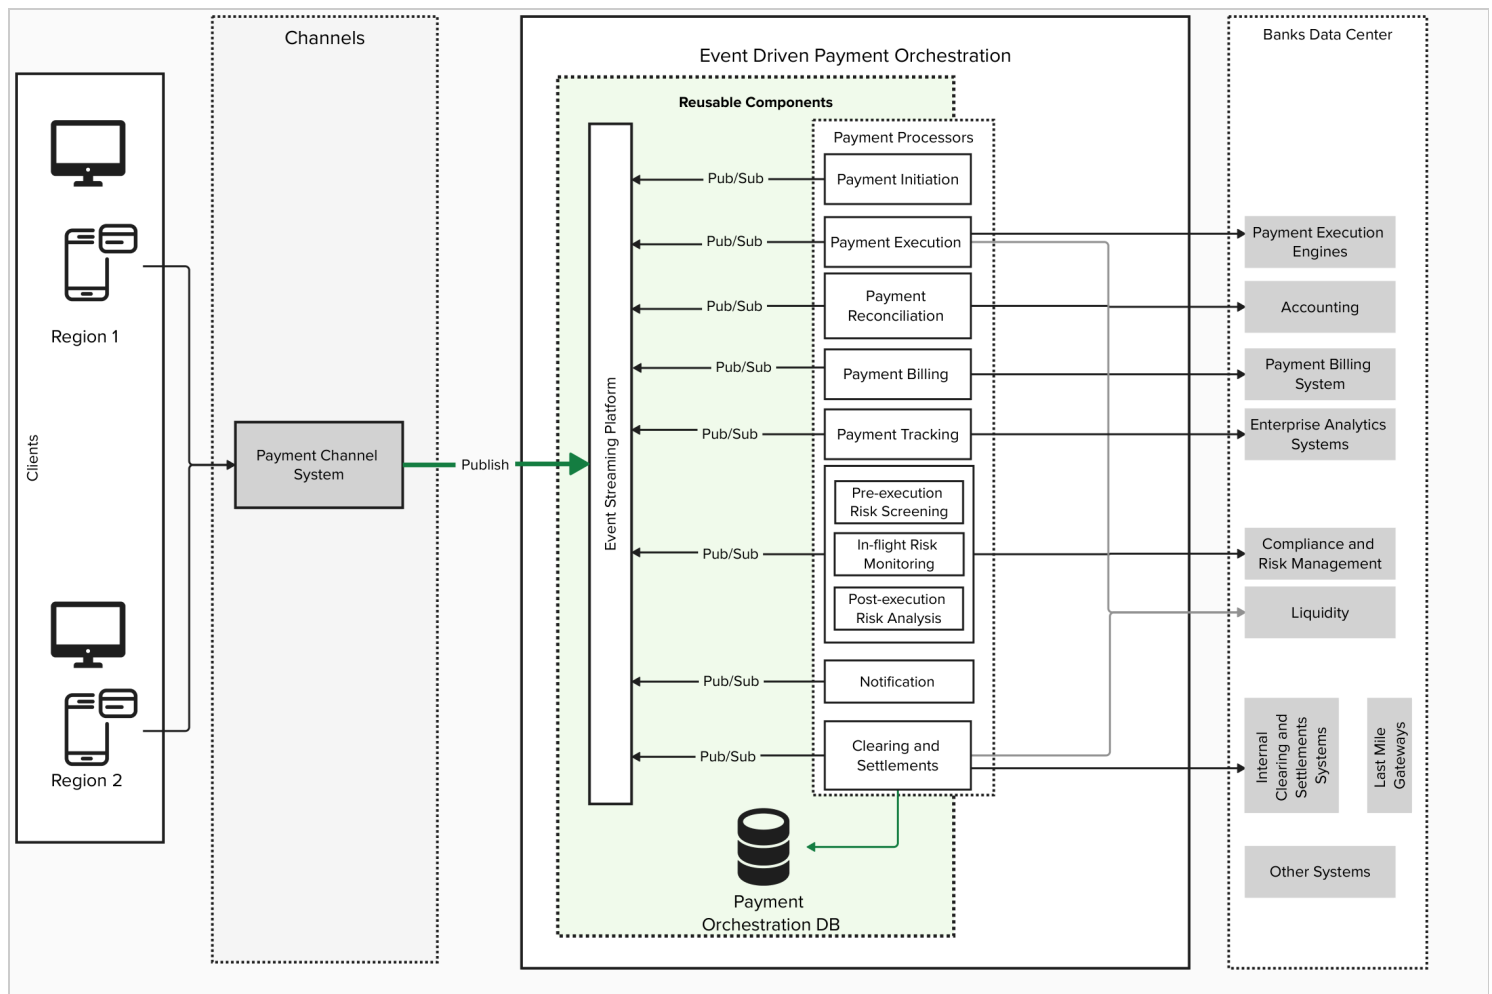 Channels
Event Driven Payment Orchestration
Banks Data Center
Reusable Components
Payment Processors
Pub/Sub
Payment Initiation
Pub/Sub
Payment Execution
Payment Execution
Engines
Region 1
Pub/Sub
Payment
Reconciliation
Accounting
Pub/Sub
Payment Billing
Payment Billing
System
Pub/Sub
Payment Tracking
Enterprise Analytics
Systems
Clients
Payment Channel
System
Publish
Event Streaming Platform
Pre-execution
Risk Screening
Pub/Sub
In-flight Risk
Monitoring
Compliance and
Risk Management
Post-execution
Risk Analysis
Liquidity
Pub/Sub
Notification
Pub/Sub
Clearing and
Settlements
Internal
Clearing and
Settlements
Systems
Last Mile
Gateways
Region 2
Other Systems
Payment
Orchestration DB